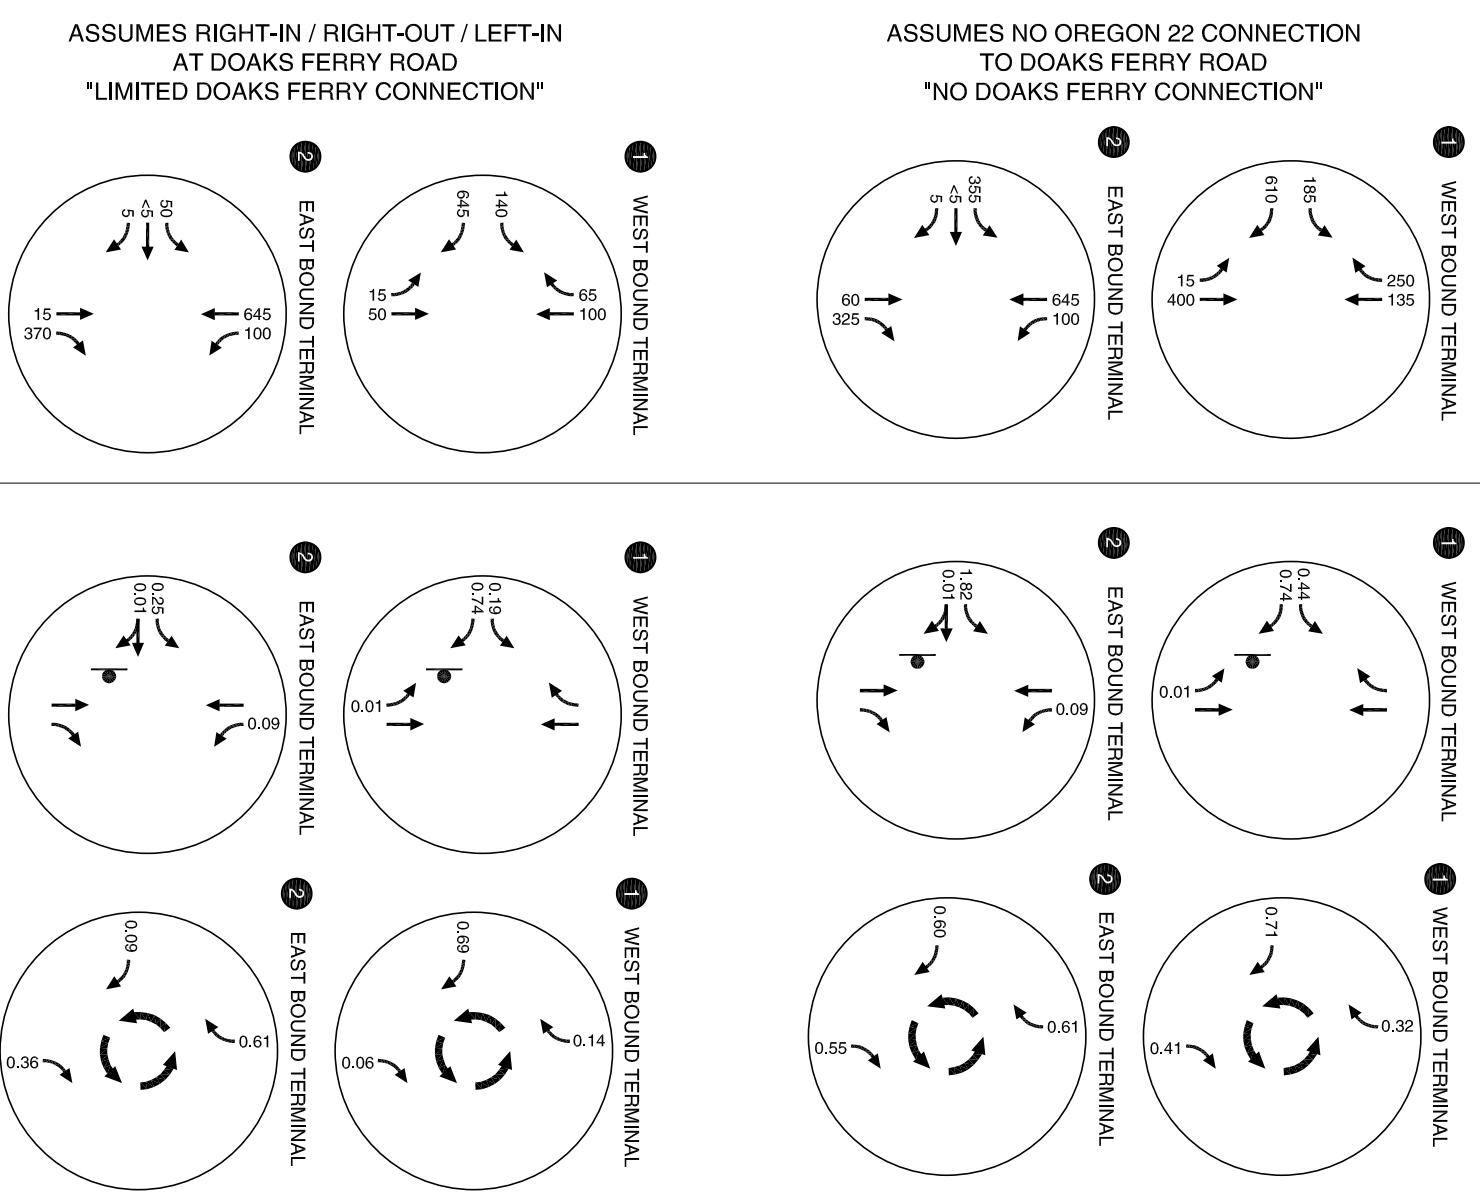 ASSUMES RIGHT-IN / RIGHT-OUT / LEFT-IN
AT DOAKS FERRY ROAD
"LIMITED DOAKS FERRY CONNECTION"
ASSUMES NO OREGON 22 CONNECTION
TO DOAKS FERRY ROAD
"NO DOAKS FERRY CONNECTION"
2 EAST BOUND TERMINAL
50
<5
5
15
370
645
100
1 WEST BOUND TERMINAL
140
645
15
50
65
100
2 EAST BOUND TERMINAL
355
<5
5
60
325
645
100
1 WEST BOUND TERMINAL
185
610
15
400
250
135
2 EAST BOUND TERMINAL
0.25
0.01
0.09
1 WEST BOUND TERMINAL
0.19
0.74
0.01
2 EAST BOUND TERMINAL
1.82
0.01
0.09
1 WEST BOUND TERMINAL
0.44
0.74
0.01
2 EAST BOUND TERMINAL
0.09
0.61
0.36
1 WEST BOUND TERMINAL
0.69
0.14
0.06
2 EAST BOUND TERMINAL
0.60
0.61
0.55
1 WEST BOUND TERMINAL
0.71
0.32
0.41